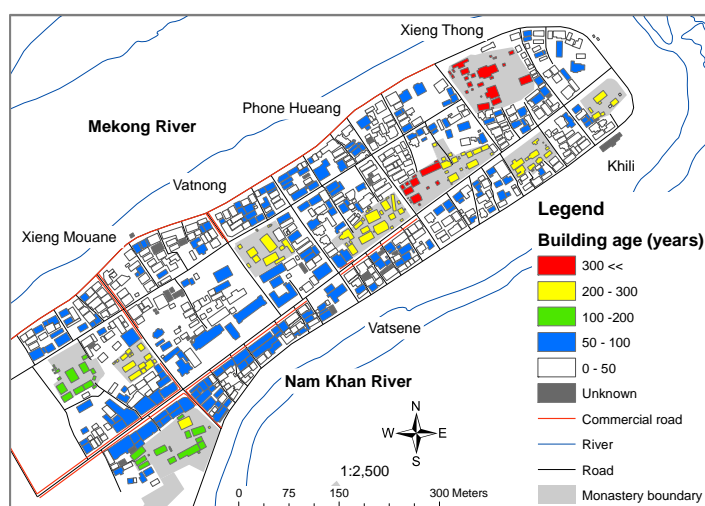 Xieng Thong
Phone Hueang
Mekong River
Vatnong
Khili
Xieng Mouane
Vatsene
Nam Khan River
Legend
Building age (years)
300 <<
200 - 300
100 -200
50 - 100
0 - 50
Unknown
Commercial road
River
Road
Monastery boundary
N
W E
S
1:2,500
0 75 150 300 Meters